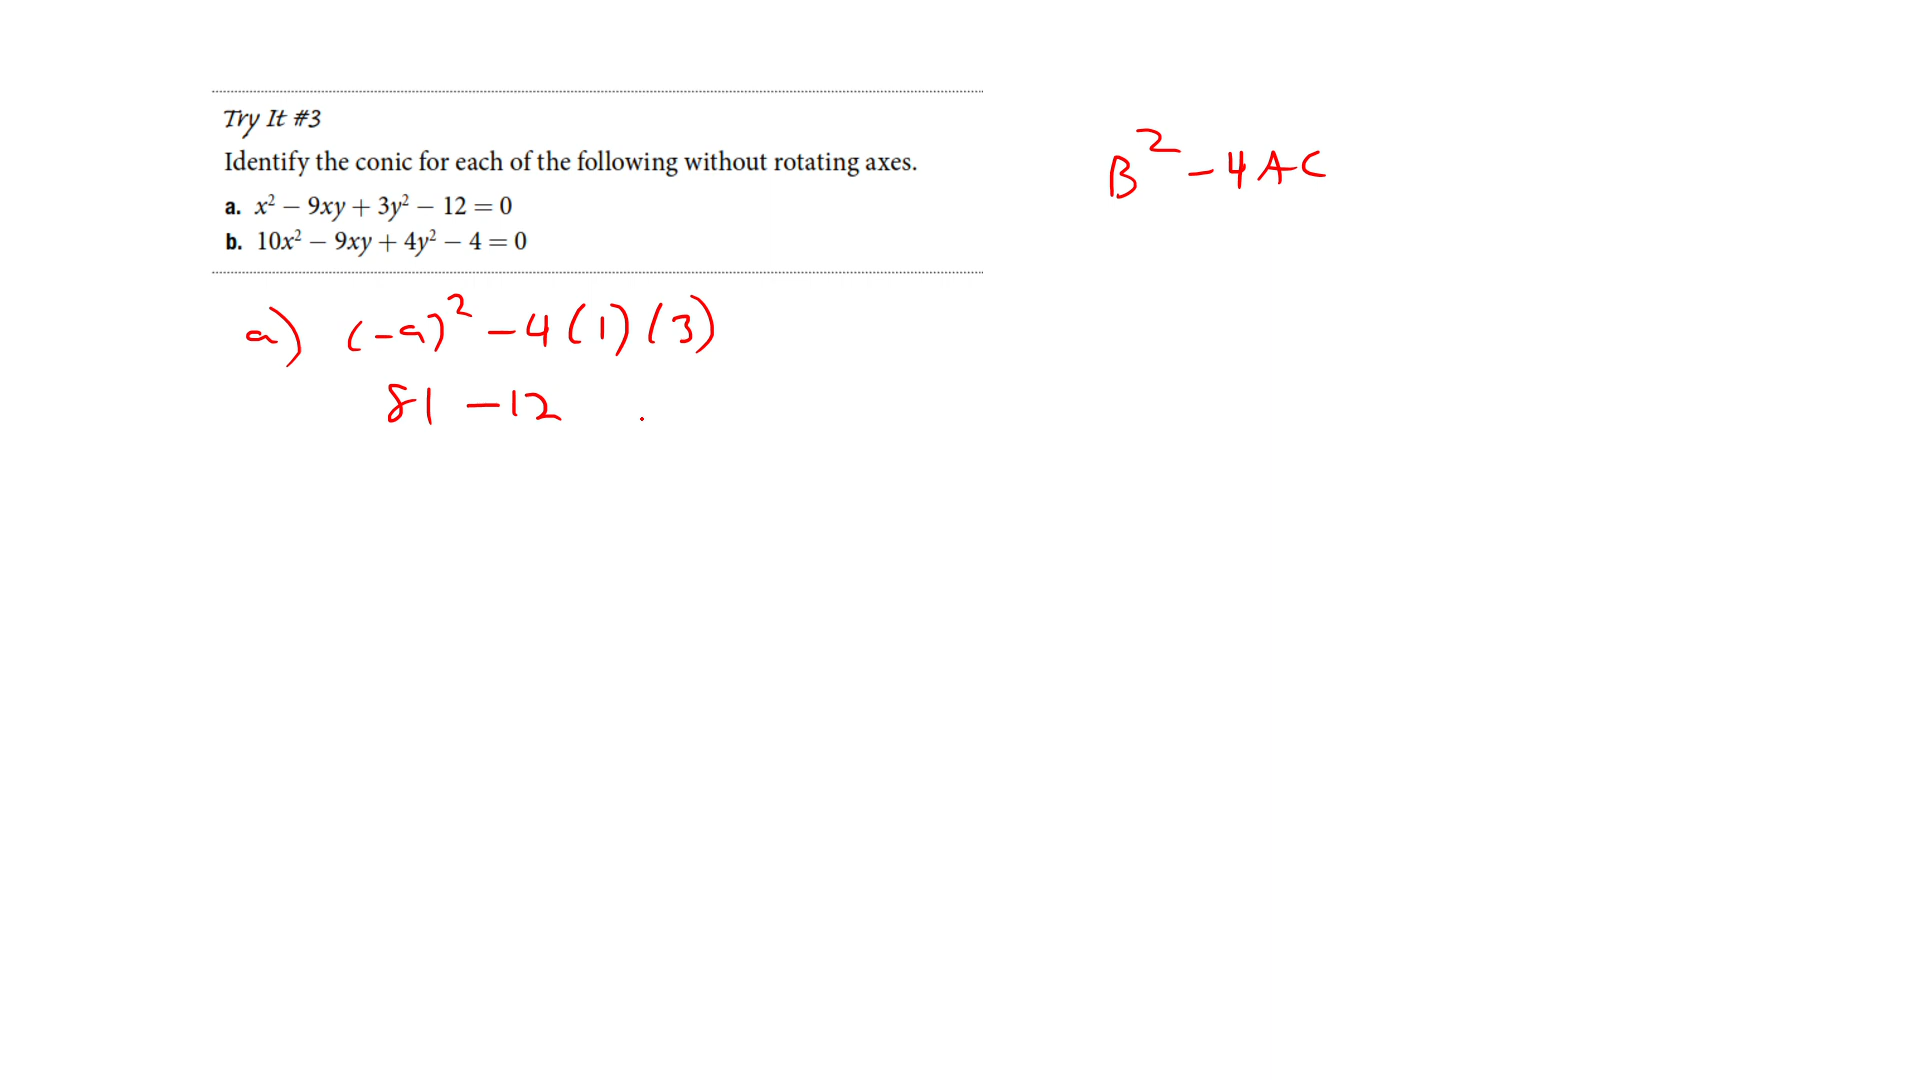 Try It #3
Identify the conic for each of the following without rotating axes.
a. x² − 9xy + 3y² − 12 = 0
b. 10x² − 9xy + 4y² − 4 = 0
B² − 4AC
a) (−9)² − 4(1)(3)
81 − 12 .